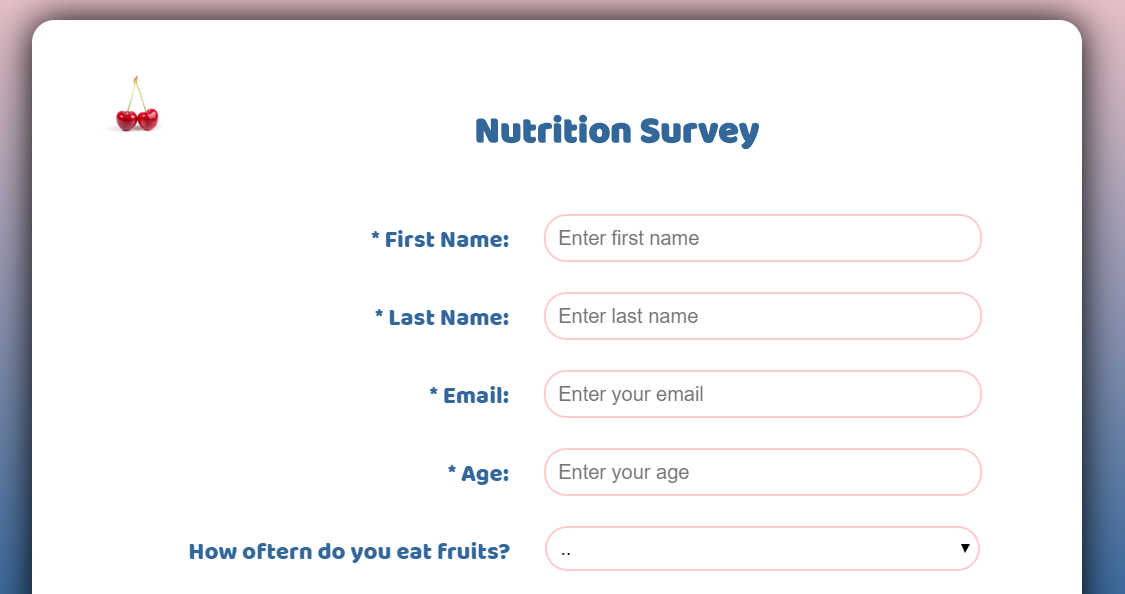 Nutrition Survey
* First Name: Enter first name
* Last Name: Enter last name
* Email: Enter your email
* Age: Enter your age
How oftern do you eat fruits? ..